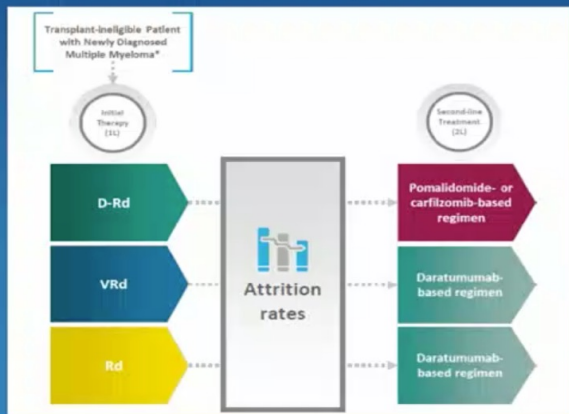 Transplant-ineligible Patient
with Newly Diagnosed
Multiple Myeloma*
Initial
Therapy
(1L)
Second-line
Treatment
(2L)
D-Rd
Pomalidomide- or
carfilzomib-based
regimen
VRd
Attrition
rates
Daratumumab-
based regimen
Rd
Daratumumab-
based regimen